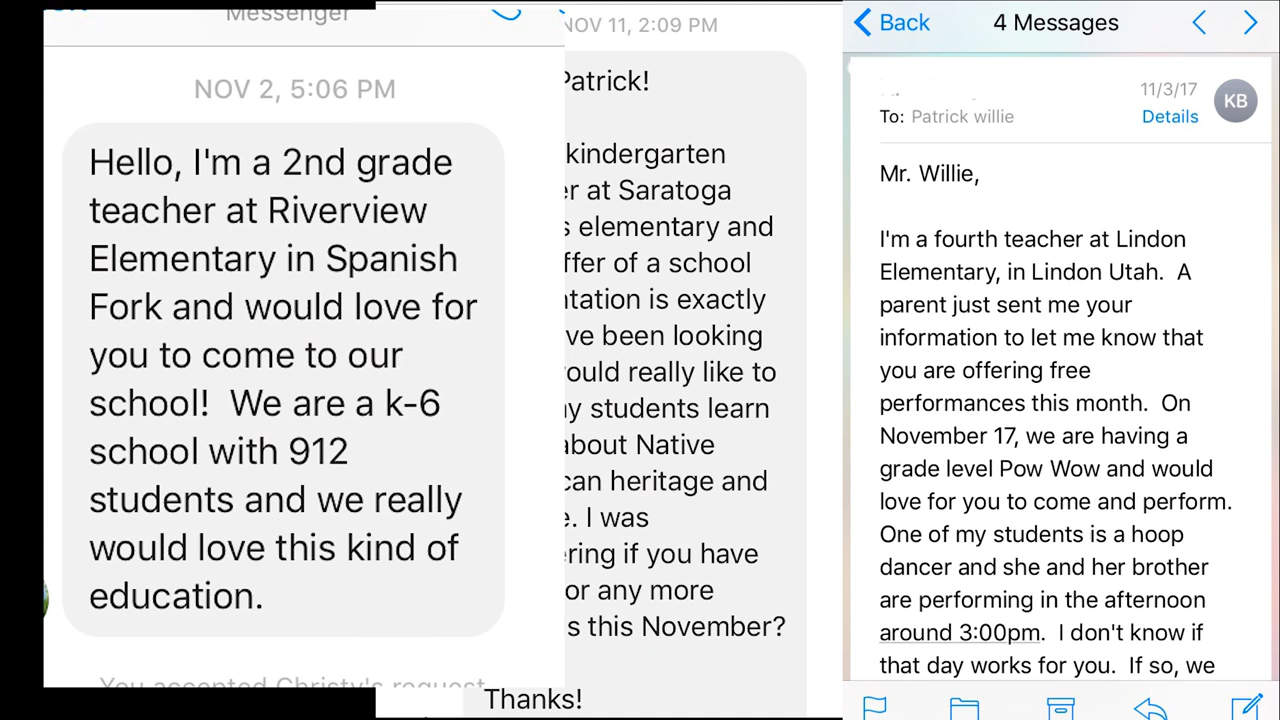 Messenger
NOV 2, 5:06 PM
Hello, I'm a 2nd grade
teacher at Riverview
Elementary in Spanish
Fork and would love for
you to come to our
school! We are a k-6
school with 912
students and we really
would love this kind of
education.
You accepted Christy's request
NOV 11, 2:09 PM
Patrick!
kindergarten
er at Saratoga
s elementary and
ffer of a school
ntation is exactly
ve been looking
ould really like to
ny students learn
about Native
can heritage and
e. I was
ering if you have
or any more
s this November?
Thanks!
Back
4 Messages
11/3/17
KB
To: Patrick willie
Details
Mr. Willie,
I'm a fourth teacher at Lindon
Elementary, in Lindon Utah. A
parent just sent me your
information to let me know that
you are offering free
performances this month. On
November 17, we are having a
grade level Pow Wow and would
love for you to come and perform.
One of my students is a hoop
dancer and she and her brother
are performing in the afternoon
around 3:00pm. I don't know if
that day works for you. If so, we